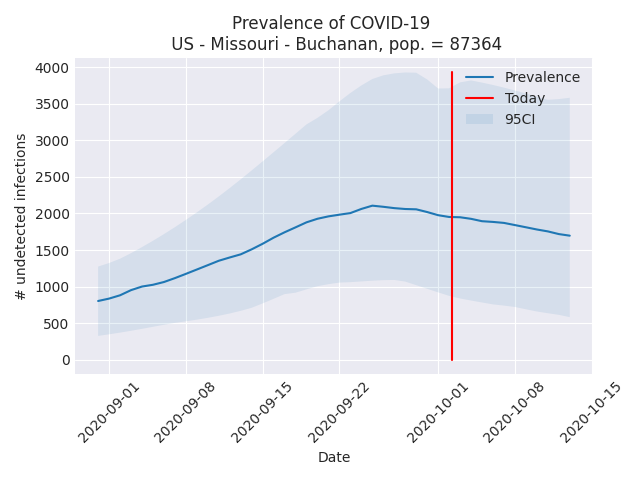 Prevalence of COVID-19
US - Missouri - Buchanan, pop. = 87364
4000
3500
3000
2500
2000
1500
1000
500
0
# undetected infections
Prevalence
Today
95CI
2020-09-01
2020-09-08
2020-09-15
2020-09-22
2020-10-01
2020-10-08
2020-10-15
Date